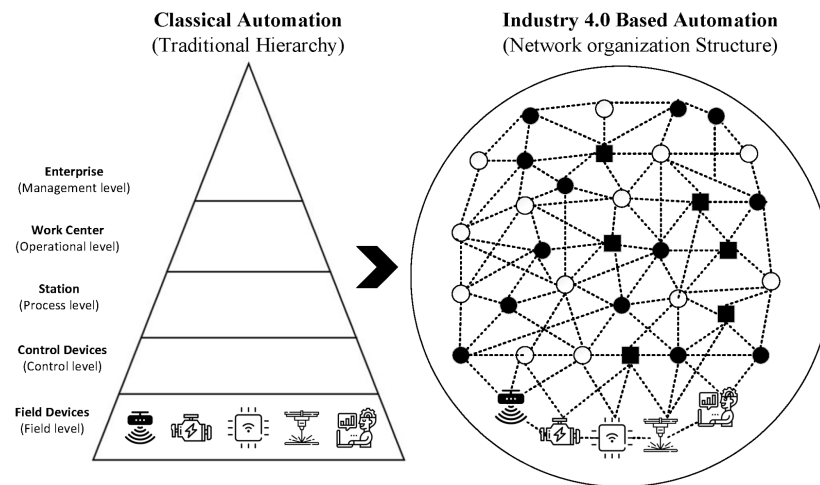 Classical Automation
(Traditional Hierarchy)
Industry 4.0 Based Automation
(Network organization Structure)
Enterprise
(Management level)
Work Center
(Operational level)
Station
(Process level)
Control Devices
(Control level)
Field Devices
(Field level)